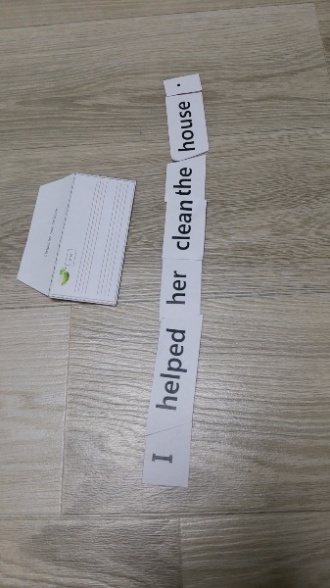 I helped her clean the house.